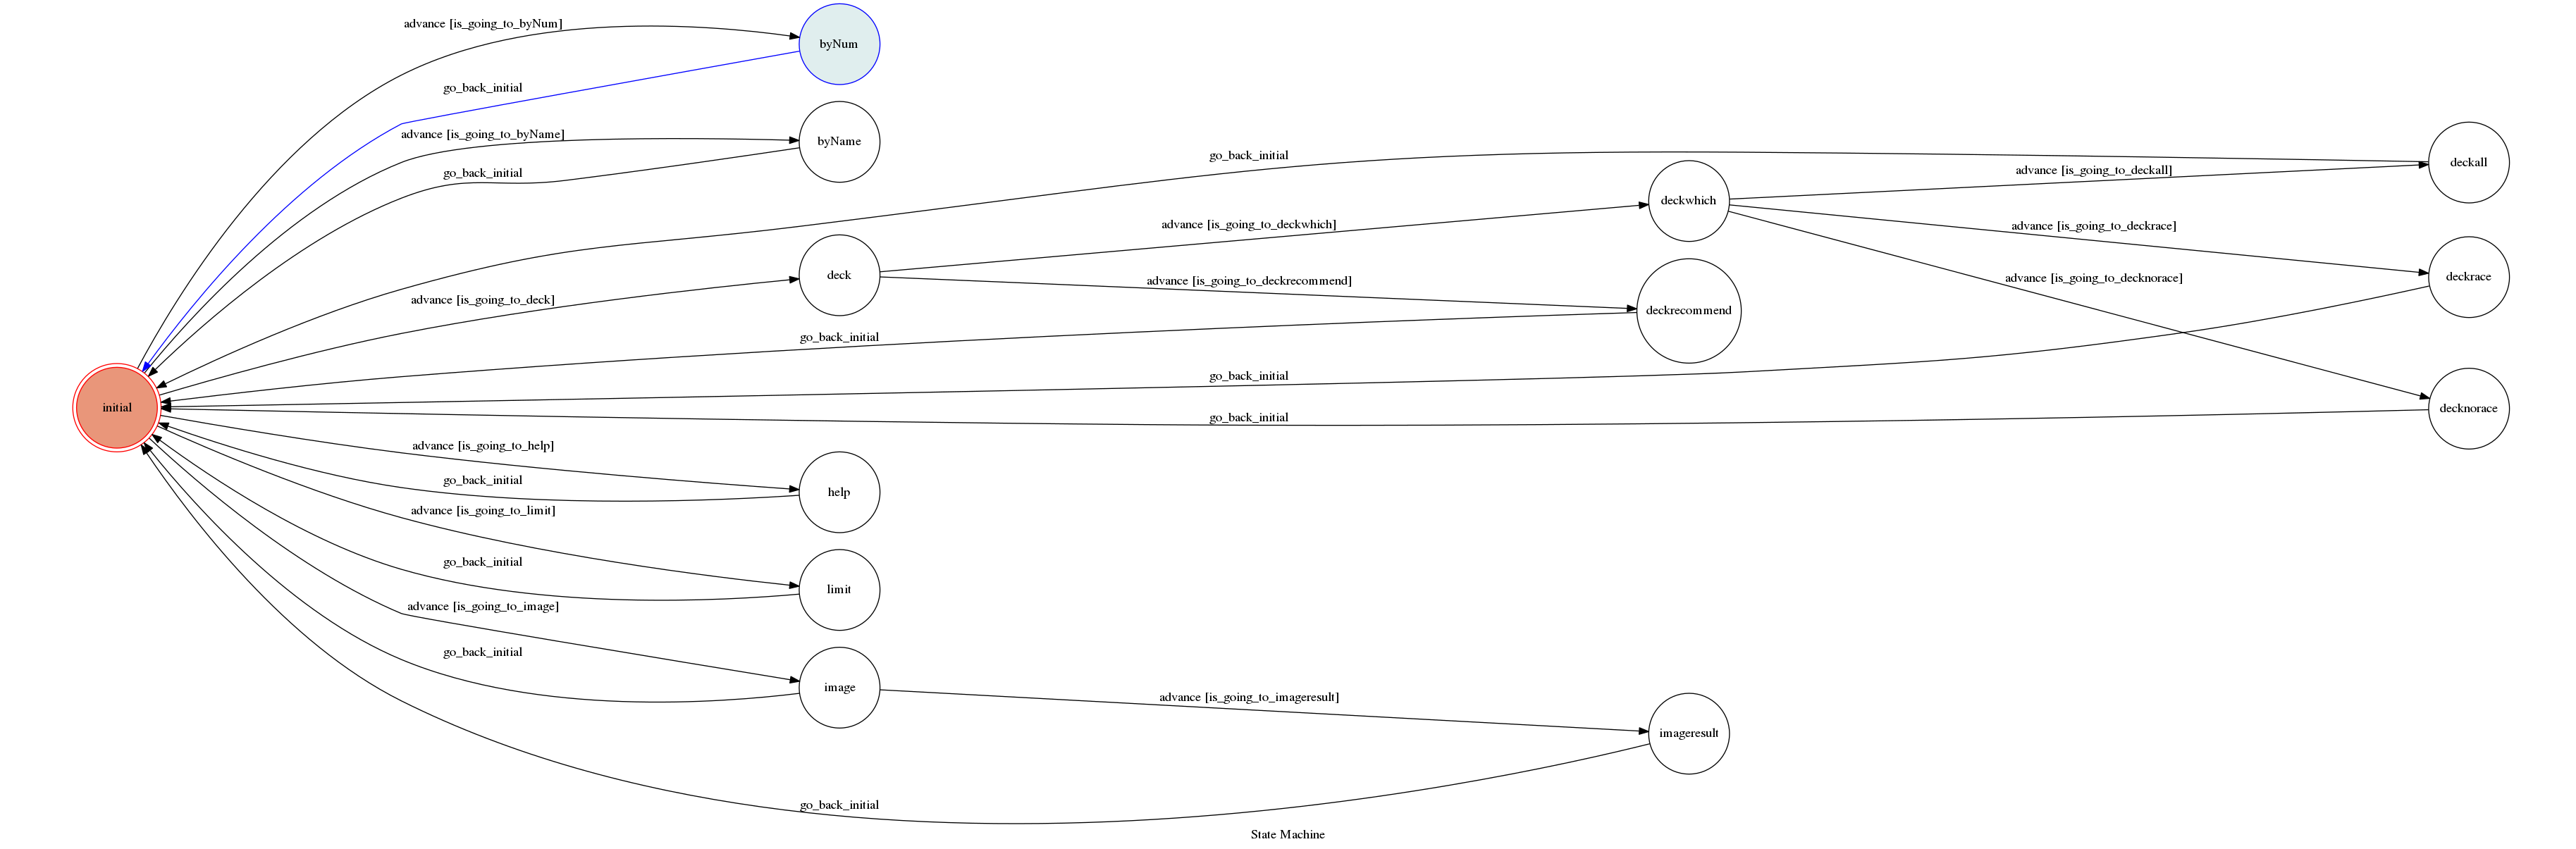 advance [is_going_to_byNum]
byNum
go_back_initial
advance [is_going_to_byName]
byName
go_back_initial
go_back_initial
deckall
advance [is_going_to_deckall]
deckwhich
advance [is_going_to_deckwhich]
advance [is_going_to_deckrace]
deck
deckrace
advance [is_going_to_deckrecommend]
advance [is_going_to_decknorace]
advance [is_going_to_deck]
deckrecommend
go_back_initial
go_back_initial
initial
decknorace
go_back_initial
advance [is_going_to_help]
go_back_initial
help
advance [is_going_to_limit]
go_back_initial
limit
advance [is_going_to_image]
go_back_initial
image
advance [is_going_to_imageresult]
imageresult
go_back_initial
State Machine